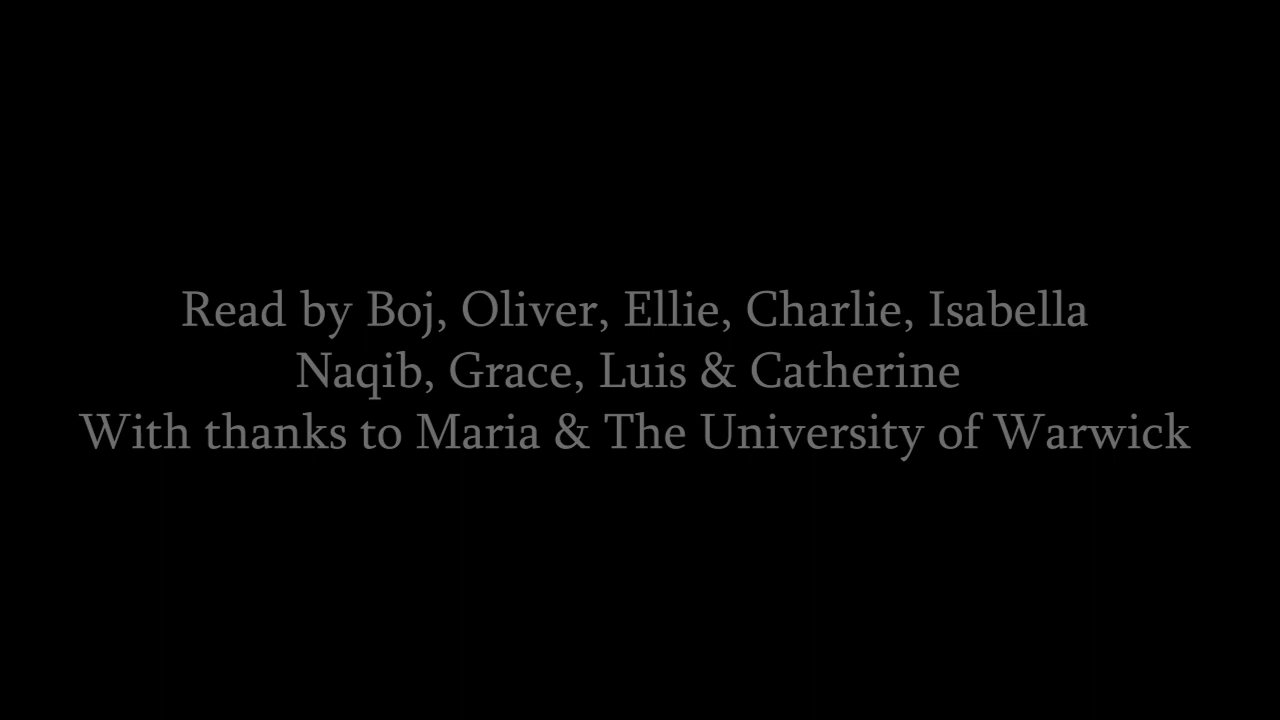 Read by Boj, Oliver, Ellie, Charlie, Isabella
Naqib, Grace, Luis & Catherine
With thanks to Maria & The University of Warwick